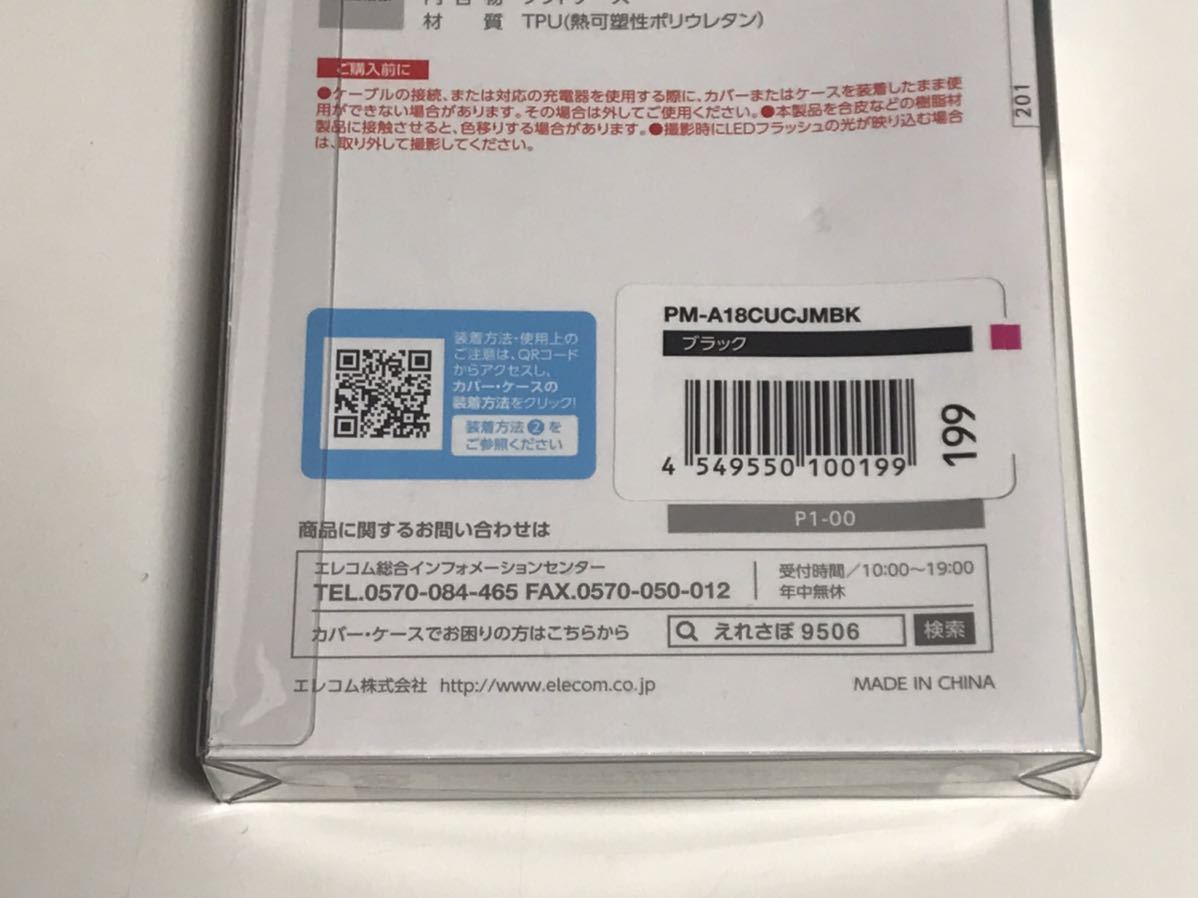 材　質 TPU(熱可塑性ポリウレタン)
ご購入前に
●ケーブルの接続、または対応の充電器を使用する際に、カバーまたはケースを装着したまま使
用ができない場合があります。その場合は外してご使用ください。●本製品を合皮などの樹脂材
製品に接触させると、色移りする場合があります。●撮影時にLEDフラッシュの光が映り込む場合
は、取り外して撮影してください。
201
装着方法・使用上の
ご注意は、QRコード
からアクセスし、
カバー・ケースの
装着方法をクリック!
装着方法❷を
ご参照ください
PM-A18CUCJMBK
ブラック
4 549550 100199
199
P1-00
商品に関するお問い合わせは
エレコム総合インフォメーションセンター
TEL.0570-084-465 FAX.0570-050-012
受付時間/10:00〜19:00
年中無休
カバー・ケースでお困りの方はこちらから
えれさぽ 9506
検索
エレコム株式会社 http://www.elecom.co.jp
MADE IN CHINA